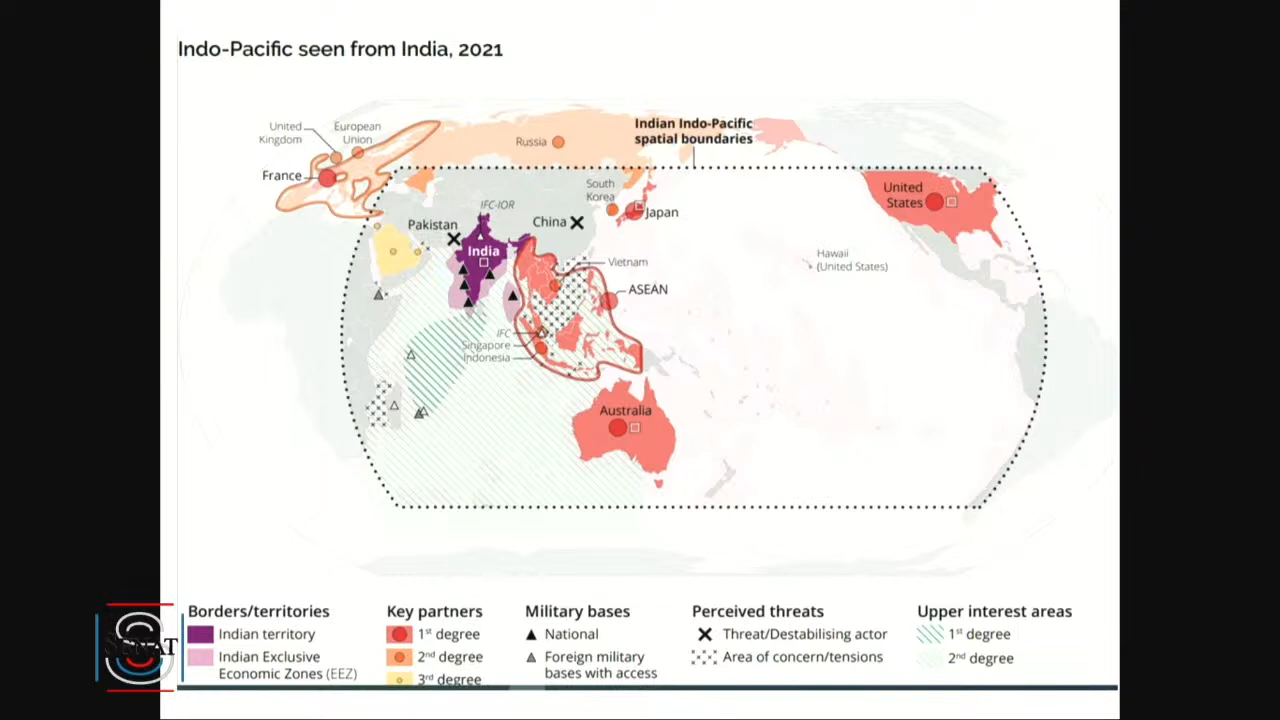 Indo-Pacific seen from India, 2021
United
Kingdom
European
Union
Russia
Indian Indo-Pacific
spatial boundaries
France
South
Korea
United
States
IFC-IOR
Pakistan
China
Japan
India
Hawaii
(United States)
Vietnam
ASEAN
IFC
Singapore
Indonesia
Australia
Borders/territories
Indian territory
Indian Exclusive
Economic Zones (EEZ)
Key partners
1st degree
2nd degree
3rd degree
Military bases
National
Foreign military
bases with access
Perceived threats
Threat/Destabilising actor
Area of concern/tensions
Upper interest areas
1st degree
2nd degree
SENAT